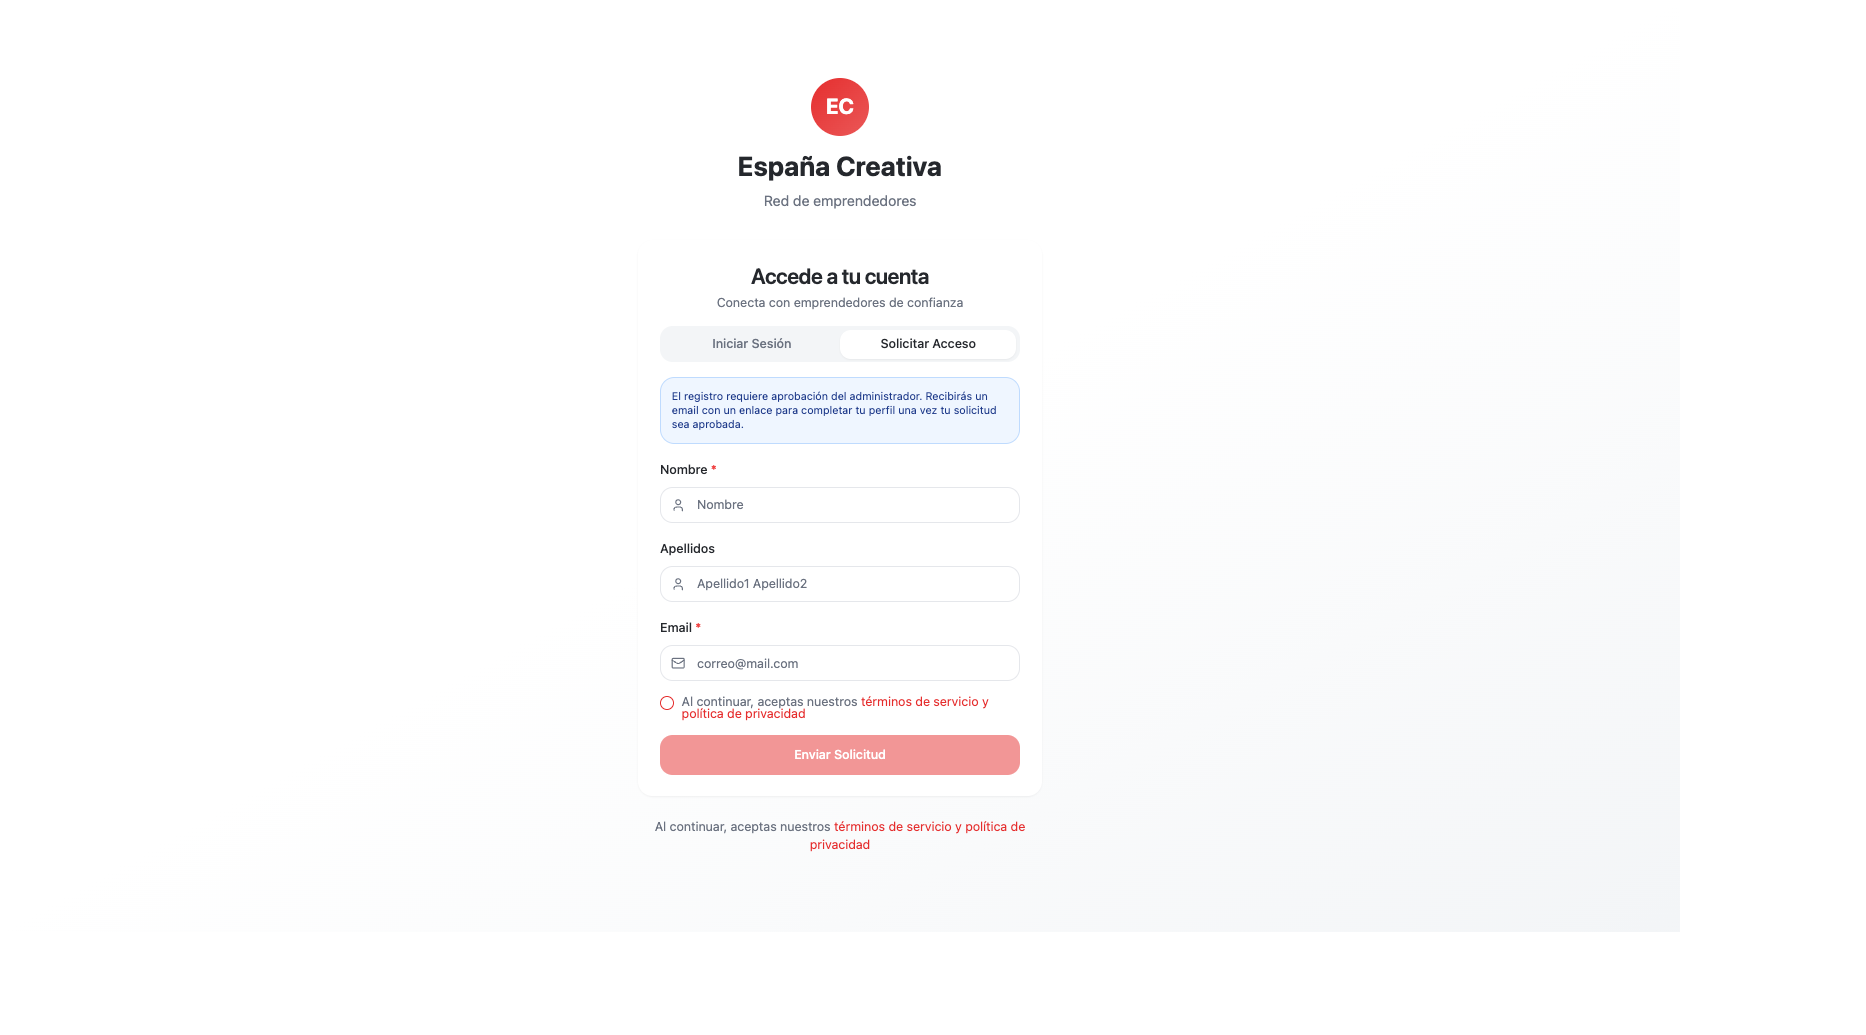 EC
España Creativa
Red de emprendedores
Accede a tu cuenta
Conecta con emprendedores de confianza
Iniciar Sesión
Solicitar Acceso
El registro requiere aprobación del administrador. Recibirás un
email con un enlace para completar tu perfil una vez tu solicitud
sea aprobada.
Nombre *
Nombre
Apellidos
Apellido1 Apellido2
Email *
correo@mail.com
Al continuar, aceptas nuestros términos de servicio y
política de privacidad
Enviar Solicitud
Al continuar, aceptas nuestros términos de servicio y política de
privacidad